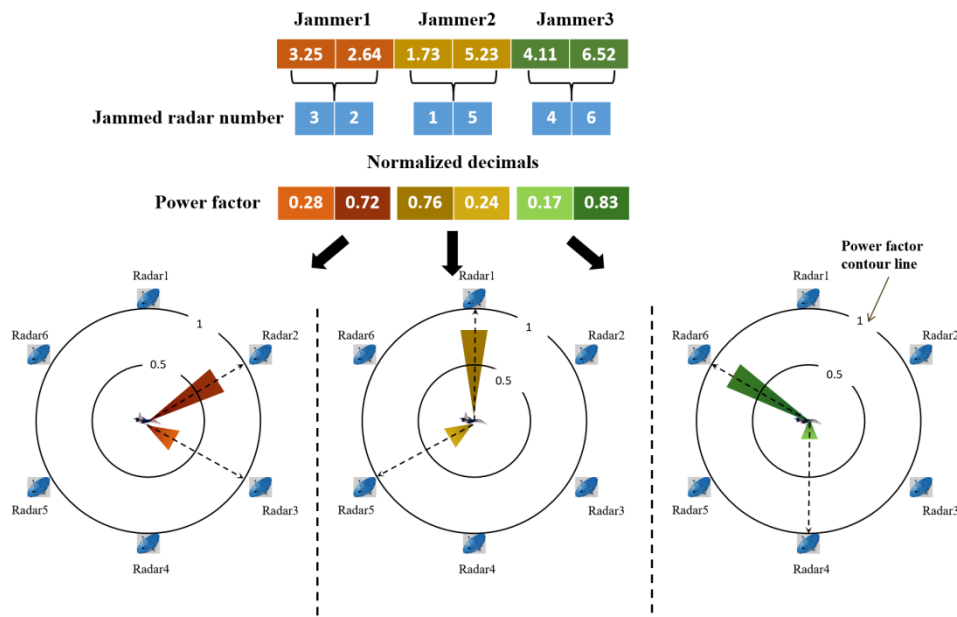 Jammer1 Jammer2 Jammer3
3.25 2.64 1.73 5.23 4.11 6.52
Jammed radar number 3 2 1 5 4 6
Normalized decimals
Power factor 0.28 0.72 0.76 0.24 0.17 0.83
Power factor
contour line
Radar1
Radar6
Radar2
1
0.5
Radar5
Radar3
Radar4
Radar1
Radar6
Radar2
1
0.5
Radar5
Radar3
Radar4
Radar1
Radar6
Radar2
1
0.5
Radar5
Radar3
Radar4